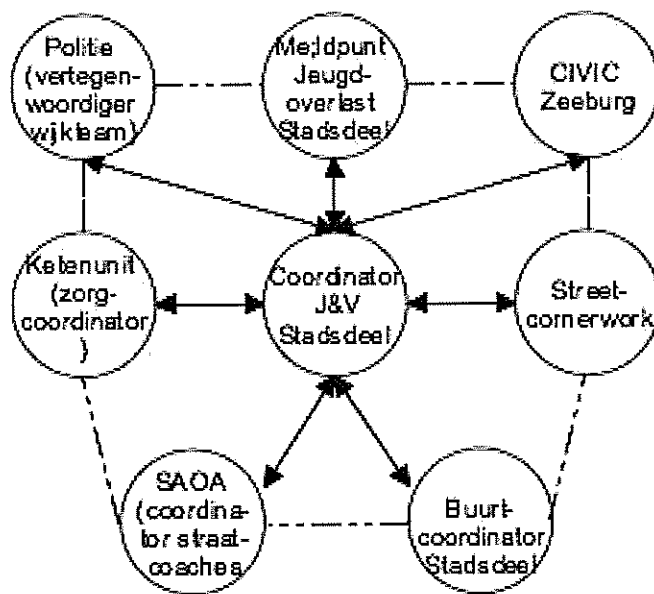 Politie
(vertegen-
woordiger
wijkteam)
Meldpunt
Jeugd-
overlast
Stadsdeel
CIVIC
Zeeburg
Ketenunit
(zorg-
coordinator
)
Coordinator
J&V
Stadsdeel
Street-
cornerwork
SAOA
(coordina-
tor straat-
coaches
Buurt-
coordinator
Stadsdeel